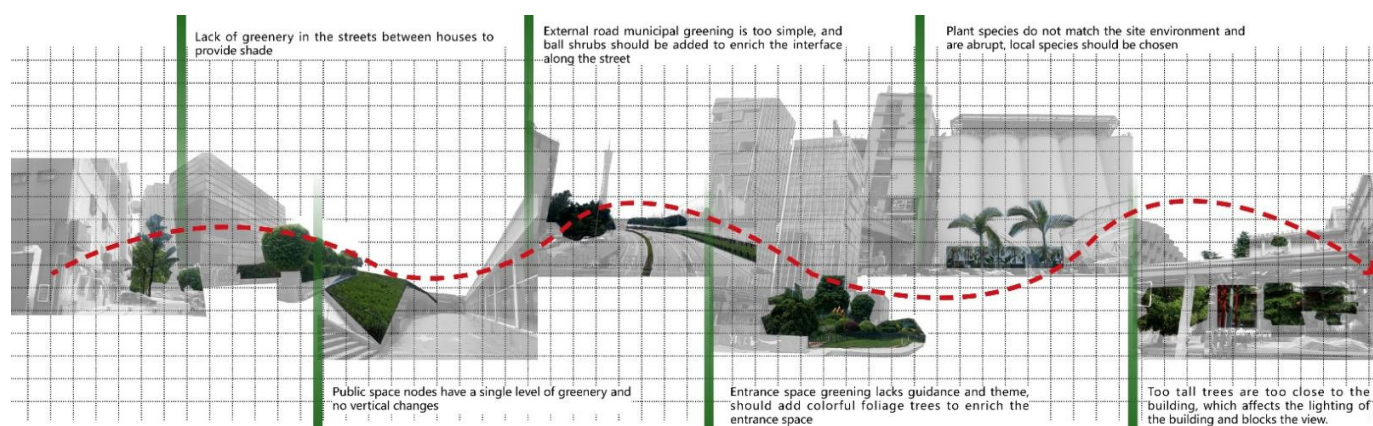 Lack of greenery in the streets between houses to
provide shade
External road municipal greening is too simple, and
ball shrubs should be added to enrich the interface
along the street
Plant species do not match the site environment and
are abrupt, local species should be chosen
Public space nodes have a single level of greenery and
no vertical changes
Entrance space greening lacks guidance and theme,
should add colorful foliage trees to enrich the
entrance space
Too tall trees are too close to the
building, which affects the lighting of
the building and blocks the view.